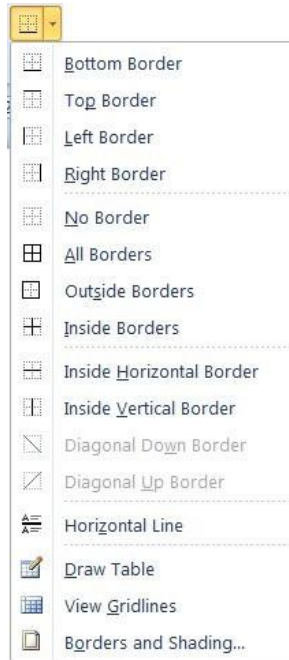 Bottom Border
Top Border
Left Border
Right Border
No Border
All Borders
Outside Borders
Inside Borders
Inside Horizontal Border
Inside Vertical Border
Diagonal Down Border
Diagonal Up Border
Horizontal Line
Draw Table
View Gridlines
Borders and Shading...